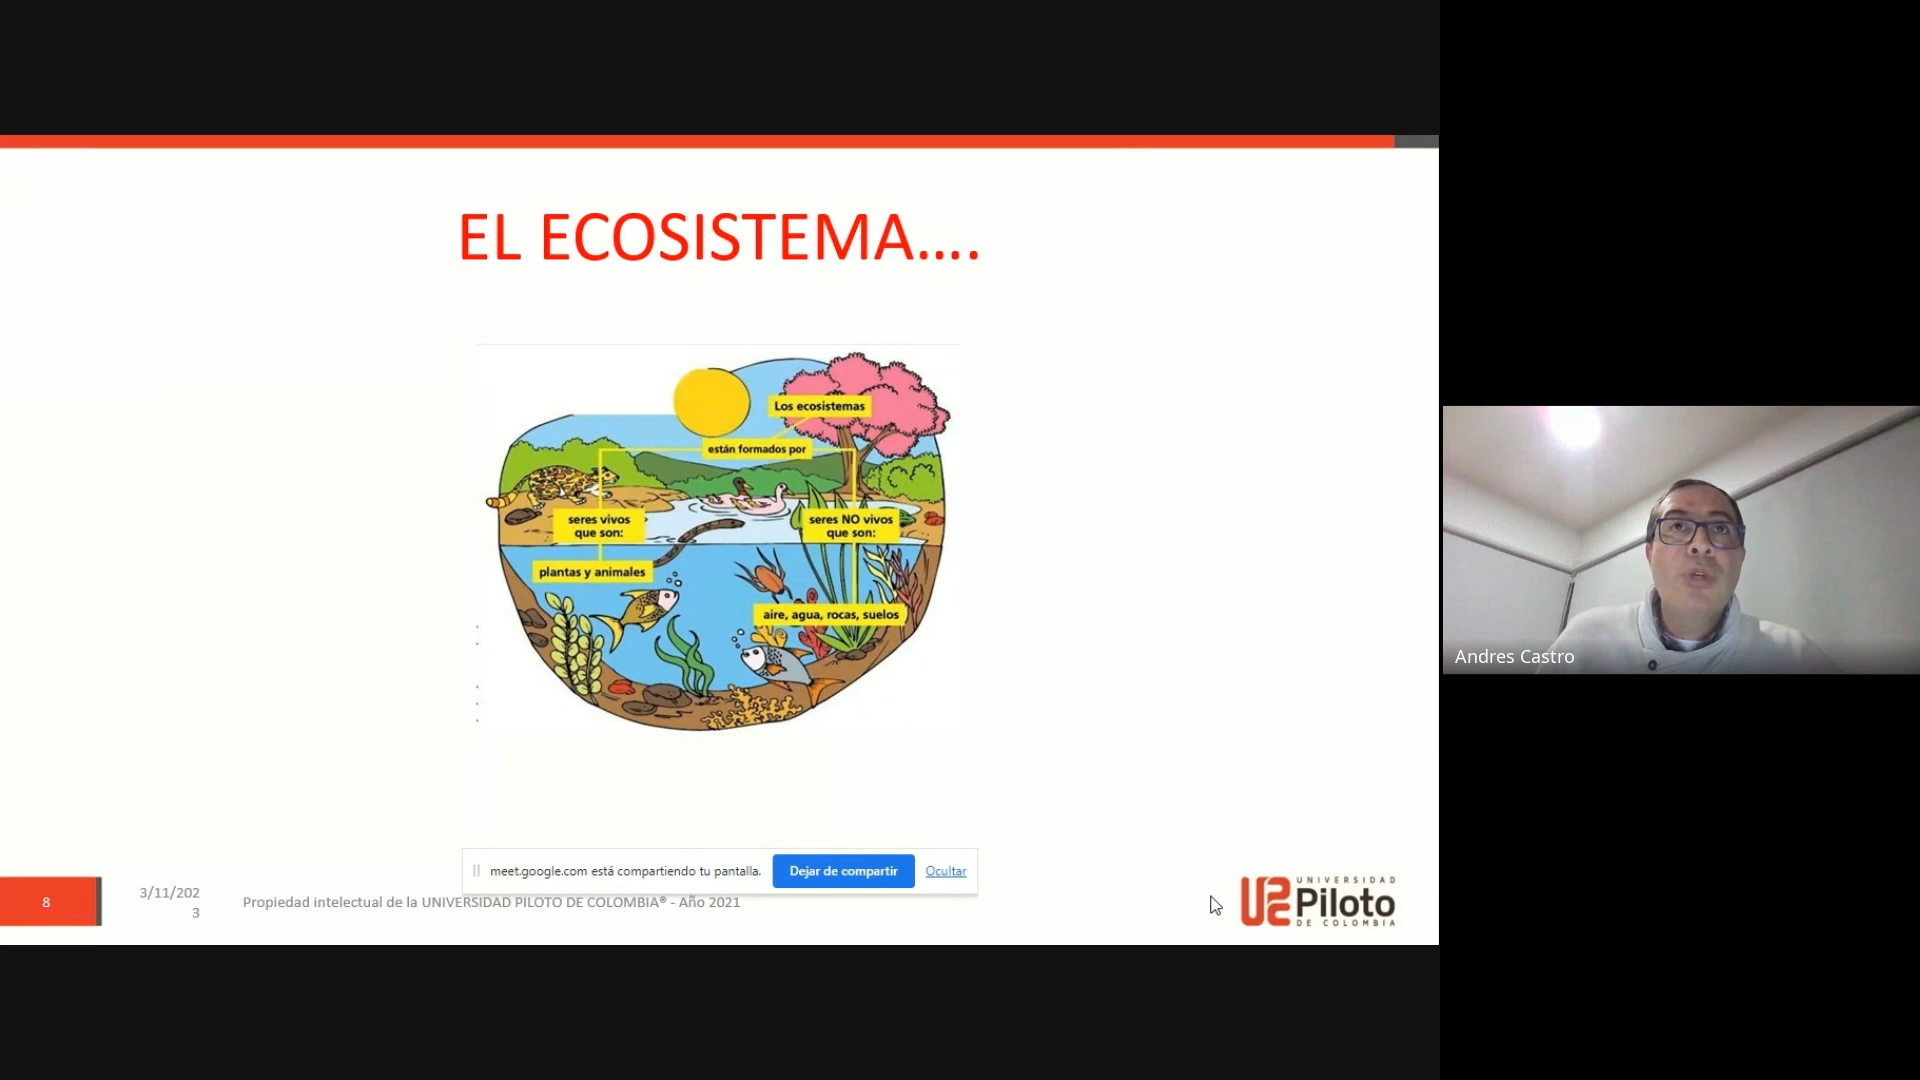 EL ECOSISTEMA....
Los ecosistemas
están formados por
seres vivos
que son:
seres NO vivos
que son:
plantas y animales
aire, agua, rocas, suelos
Andres Castro
meet.google.com está compartiendo tu pantalla.
Dejar de compartir
Ocultar
8
3/11/202
3
Propiedad intelectual de la UNIVERSIDAD PILOTO DE COLOMBIA® - Año 2021
UNIVERSIDAD
Piloto
DE COLOMBIA